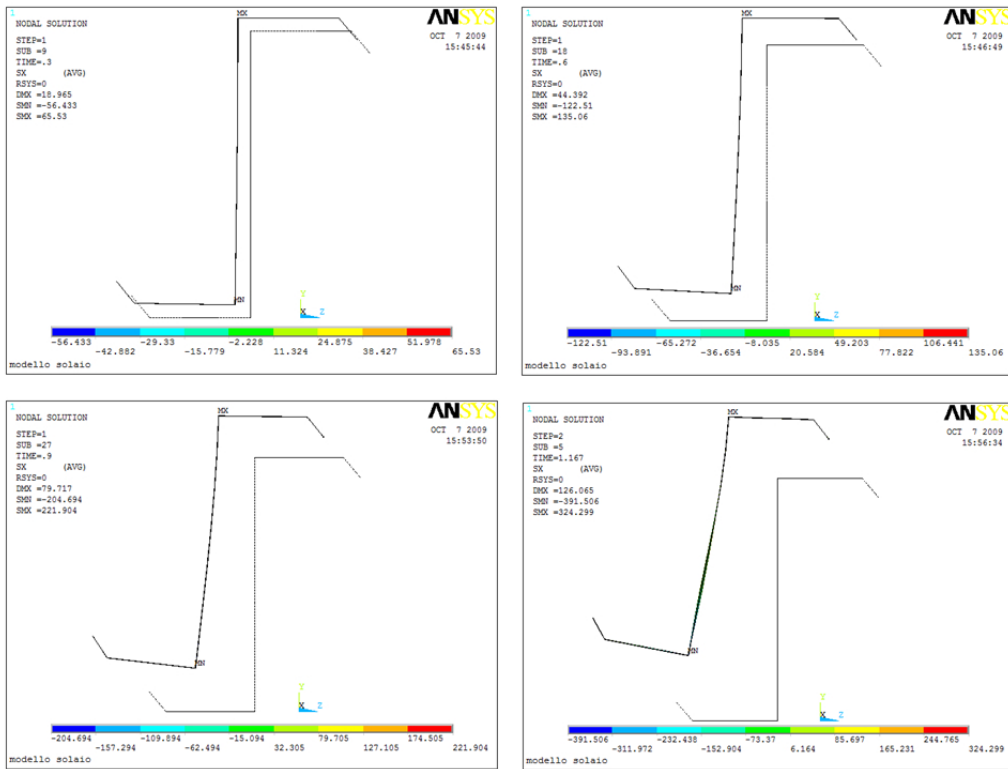 1
ANSYS
NODAL SOLUTION
OCT 7 2009
15:45:44
STEP=1
SUB =9
TIME=.3
SX (AVG)
RSYS=0
DMX =18.965
SMN =-56.433
SMX =65.53
MX
MN
Y
X Z
-56.433 -29.33 -2.228 24.875 51.978
-42.882 -15.779 11.324 38.427 65.53
modello solaio
1
ANSYS
NODAL SOLUTION
OCT 7 2009
15:46:49
STEP=1
SUB =18
TIME=.6
SX (AVG)
RSYS=0
DMX =44.392
SMN =-122.51
SMX =135.06
MX
MN
Y
X Z
-122.51 -65.272 -8.035 49.203 106.441
-93.891 -36.654 20.584 77.822 135.06
modello solaio
1
ANSYS
NODAL SOLUTION
OCT 7 2009
15:53:50
STEP=1
SUB =27
TIME=.9
SX (AVG)
RSYS=0
DMX =79.717
SMN =-204.694
SMX =221.904
MX
MN
Y
X Z
-204.694 -109.894 -15.094 79.705 174.505
-157.294 -62.494 32.305 127.105 221.904
modello solaio
1
ANSYS
NODAL SOLUTION
OCT 7 2009
15:56:34
STEP=2
SUB =5
TIME=1.167
SX (AVG)
RSYS=0
DMX =126.065
SMN =-391.506
SMX =324.299
MX
MN
Y
X Z
-391.506 -232.438 -73.37 85.697 244.765
-311.972 -152.904 6.164 165.231 324.299
modello solaio